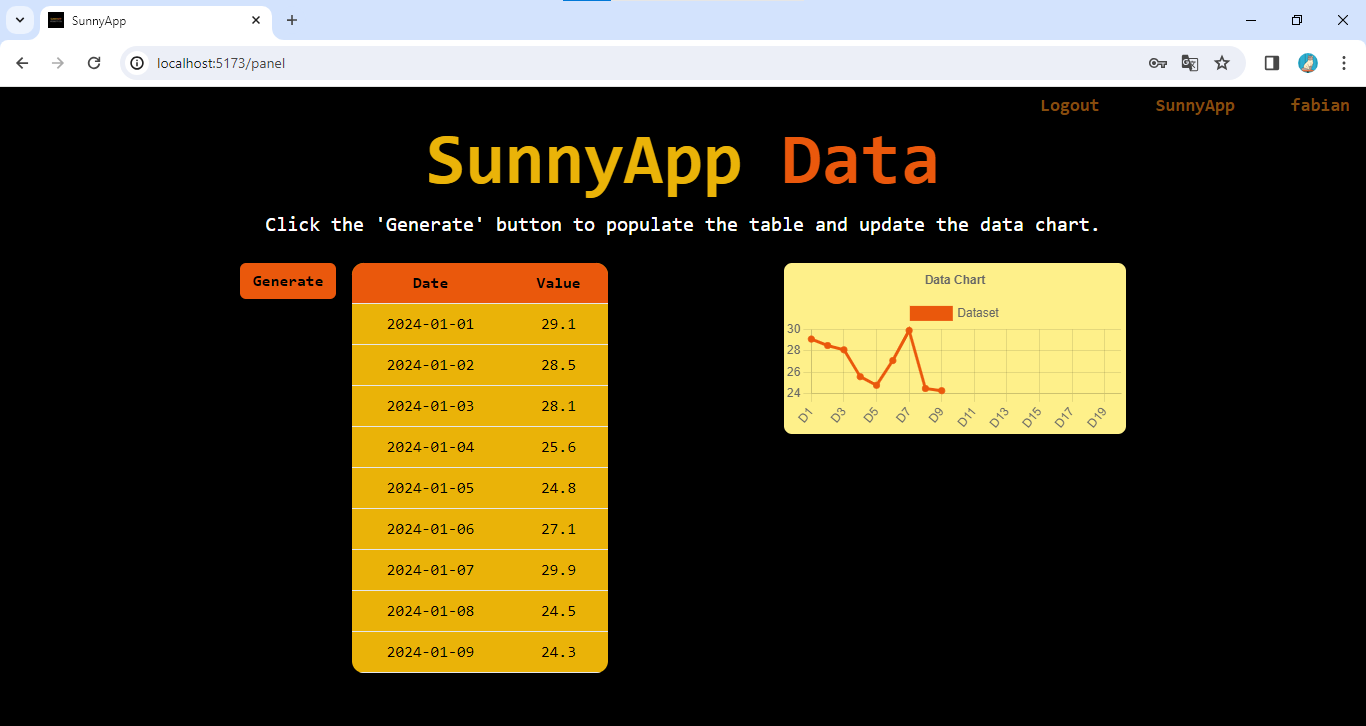 SunnyApp
localhost:5173/panel
Logout SunnyApp fabian
SunnyApp Data
Click the 'Generate' button to populate the table and update the data chart.
Generate
Date Value
2024-01-01 29.1
2024-01-02 28.5
2024-01-03 28.1
2024-01-04 25.6
2024-01-05 24.8
2024-01-06 27.1
2024-01-07 29.9
2024-01-08 24.5
2024-01-09 24.3
Data Chart
Dataset
30
28
26
24
D1 D3 D5 D7 D9 D11 D13 D15 D17 D19